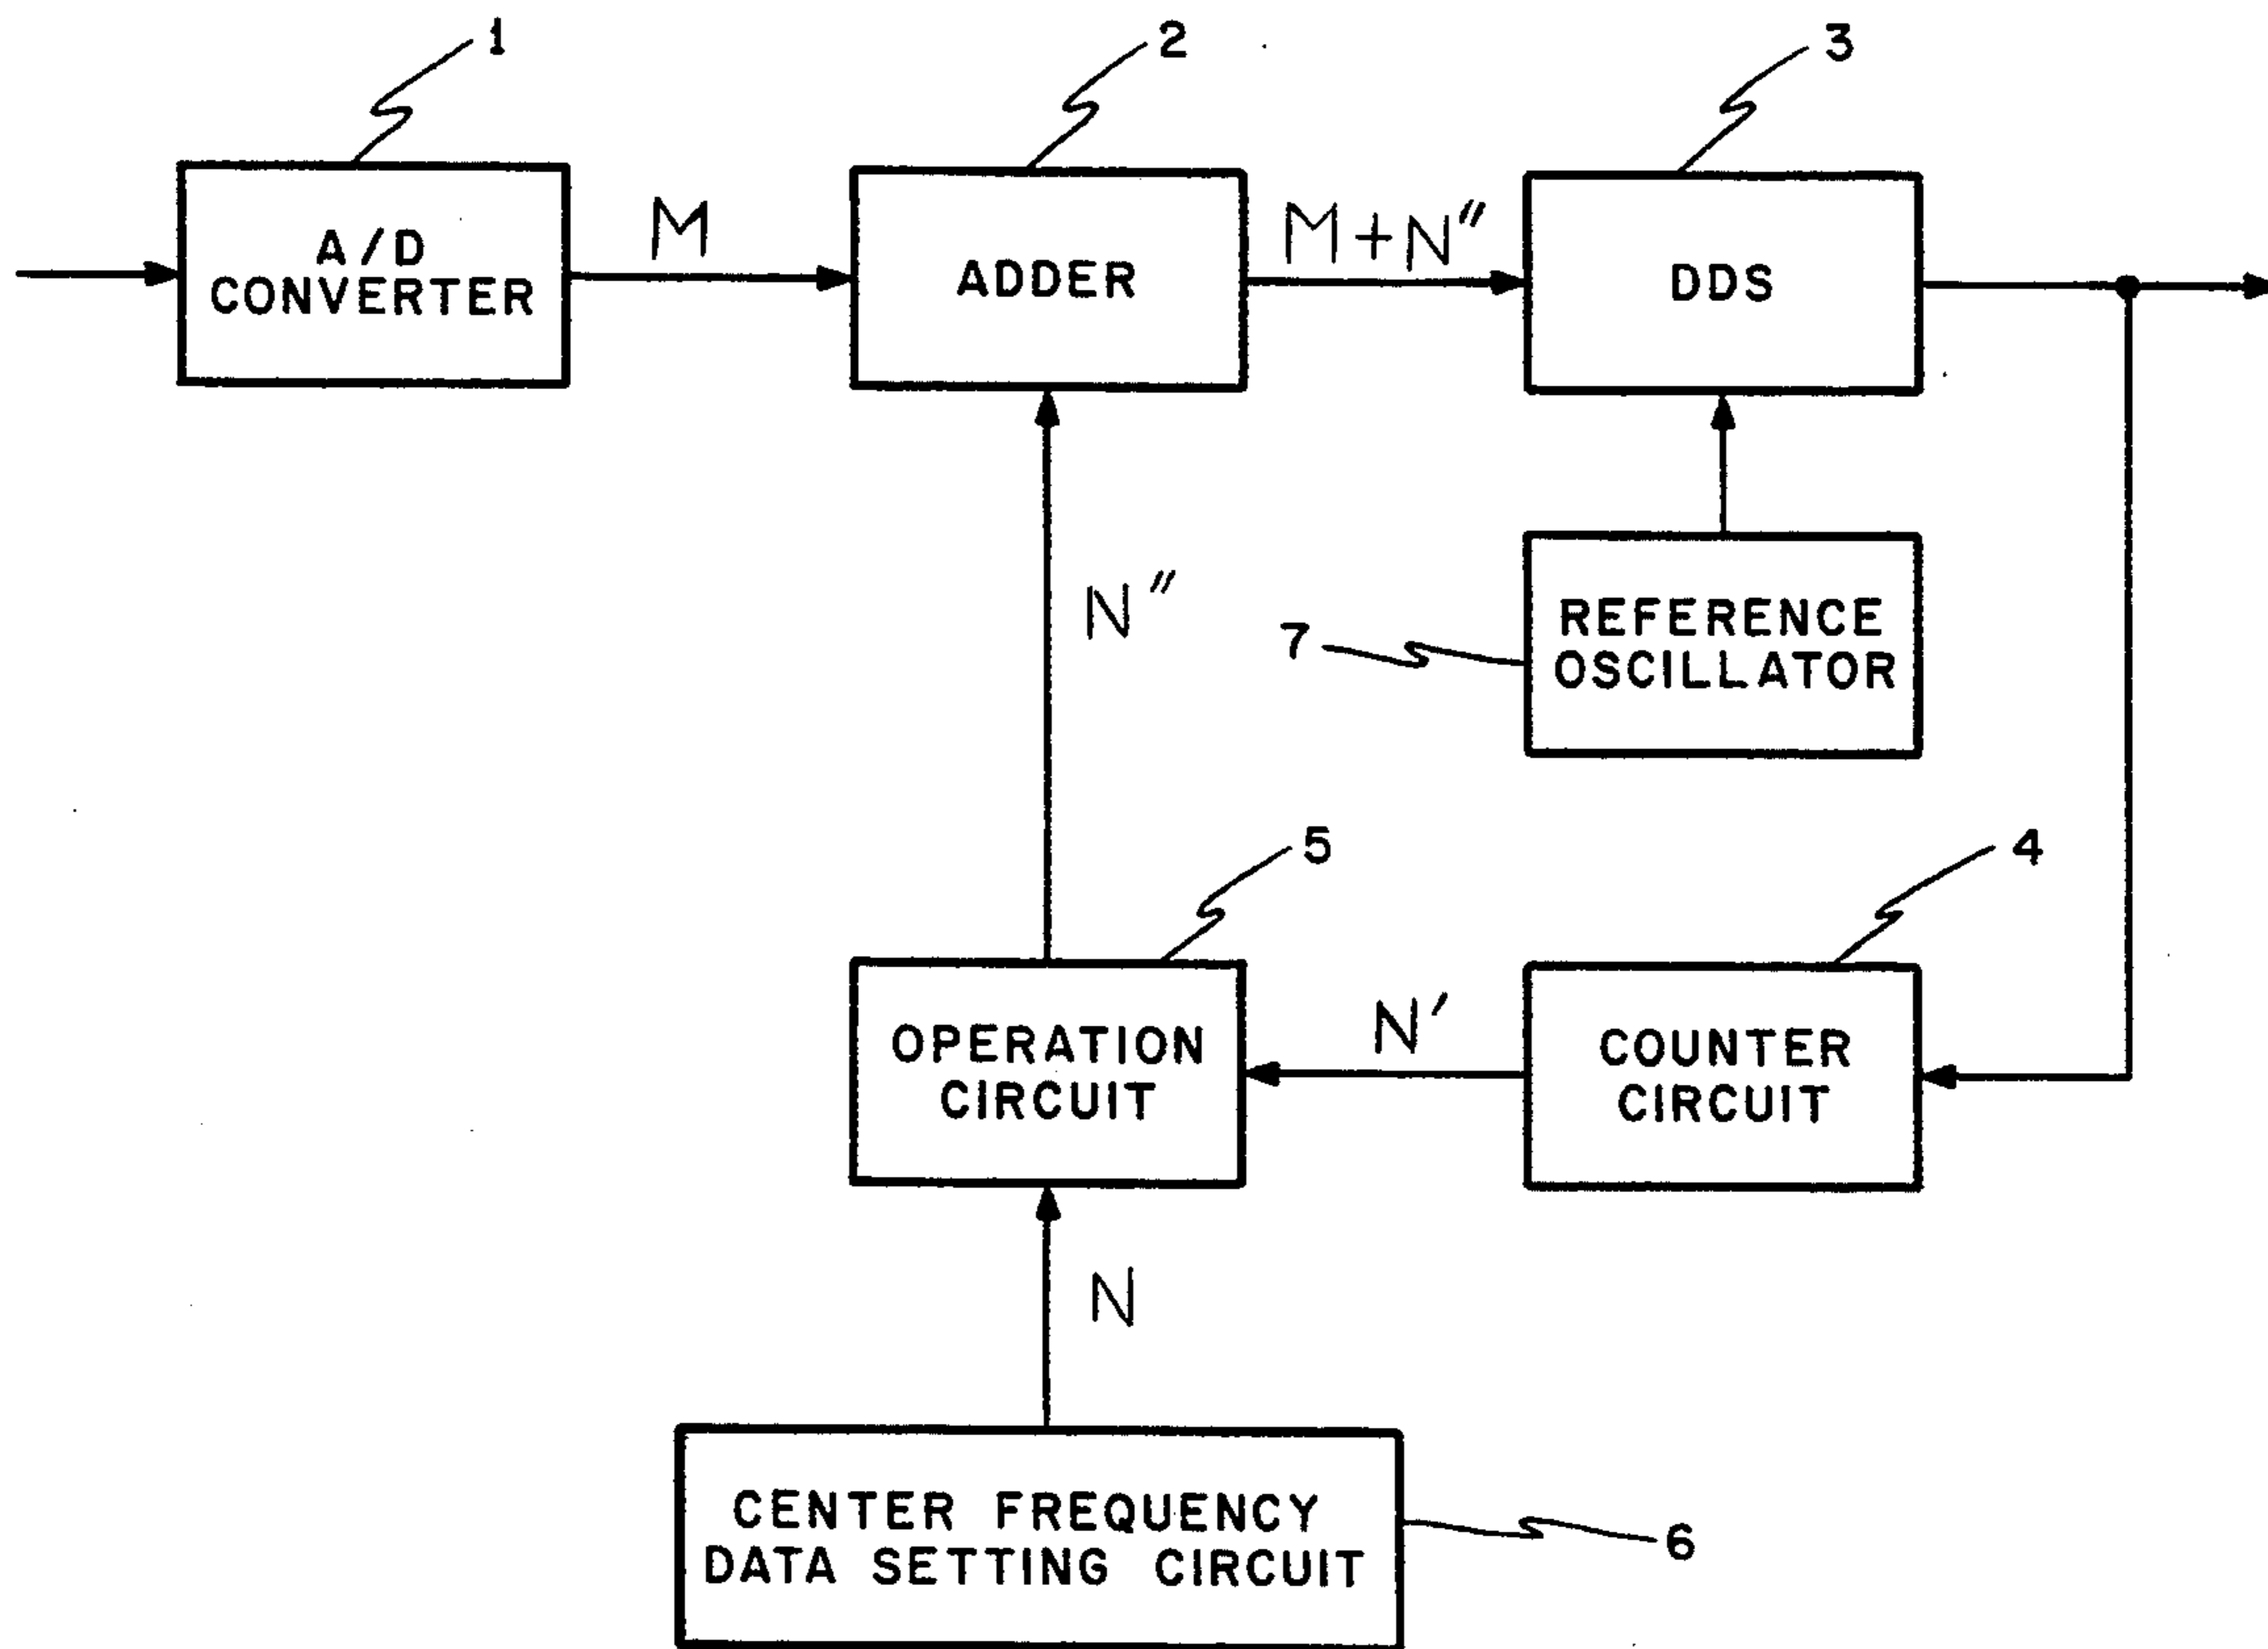 1
2
3
A/D
CONVERTER
M
ADDER
M+N″
DDS
N″
7
REFERENCE
OSCILLATOR
5
4
OPERATION
CIRCUIT
N′
COUNTER
CIRCUIT
N
CENTER FREQUENCY
DATA SETTING CIRCUIT
6